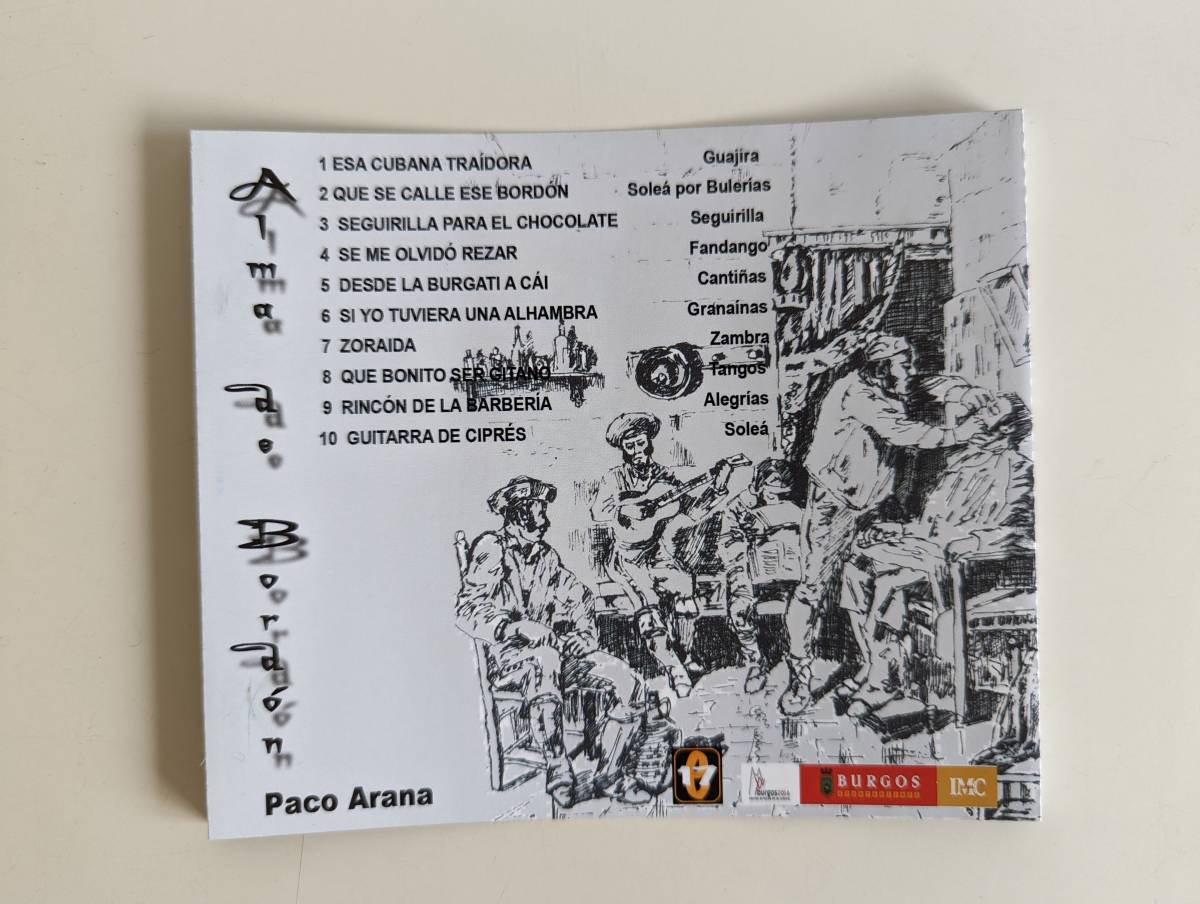 Alma de Bordón
1 ESA CUBANA TRAÍDORA Guajira
2 QUE SE CALLE ESE BORDÓN Soleá por Bulerías
3 SEGUIRILLA PARA EL CHOCOLATE Seguirilla
4 SE ME OLVIDÓ REZAR Fandango
5 DESDE LA BURGATI A CÁI Cantiñas
6 SI YO TUVIERA UNA ALHAMBRA Granaínas
7 ZORAIDA Zambra
8 QUE BONITO SER GITANO Tangos
9 RINCÓN DE LA BARBERÍA Alegrías
10 GUITARRA DE CIPRÉS Soleá
Paco Arana
17
Burgos2016
BURGOS
IMC